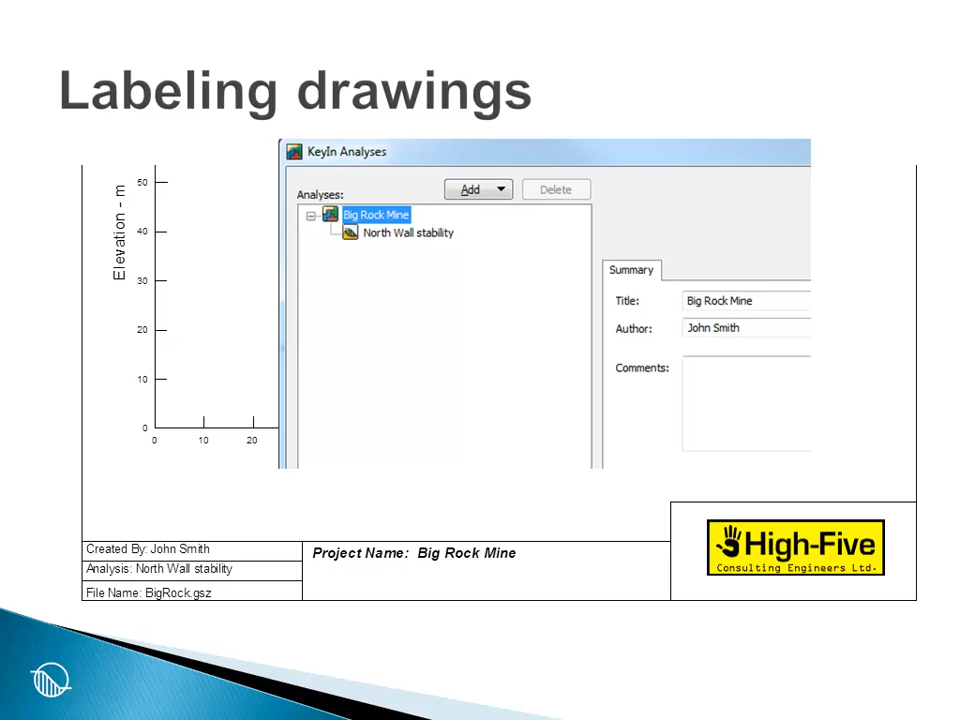 Labeling drawings
KeyIn Analyses
Analyses:
Add
Delete
Big Rock Mine
North Wall stability
Summary
Title:
Big Rock Mine
Author:
John Smith
Comments:
Elevation - m
50
40
30
20
10
0
0
10
20
Created By: John Smith
Analysis: North Wall stability
File Name: BigRock.gsz
Project Name: Big Rock Mine
High-Five
Consulting Engineers Ltd.